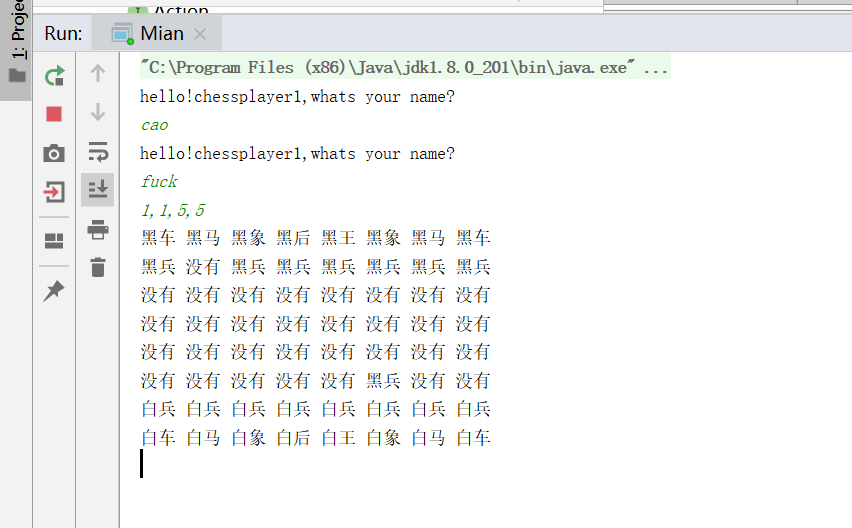 Action
1: Project
Run: Mian
"C:\Program Files (x86)\Java\jdk1.8.0_201\bin\java.exe" ...
hello!chessplayer1,whats your name?
cao
hello!chessplayer1,whats your name?
fuck
1,1,5,5
黑车 黑马 黑象 黑后 黑王 黑象 黑马 黑车
黑兵 没有 黑兵 黑兵 黑兵 黑兵 黑兵 黑兵
没有 没有 没有 没有 没有 没有 没有 没有
没有 没有 没有 没有 没有 没有 没有 没有
没有 没有 没有 没有 没有 没有 没有 没有
没有 没有 没有 没有 没有 黑兵 没有 没有
白兵 白兵 白兵 白兵 白兵 白兵 白兵 白兵
白车 白马 白象 白后 白王 白象 白马 白车